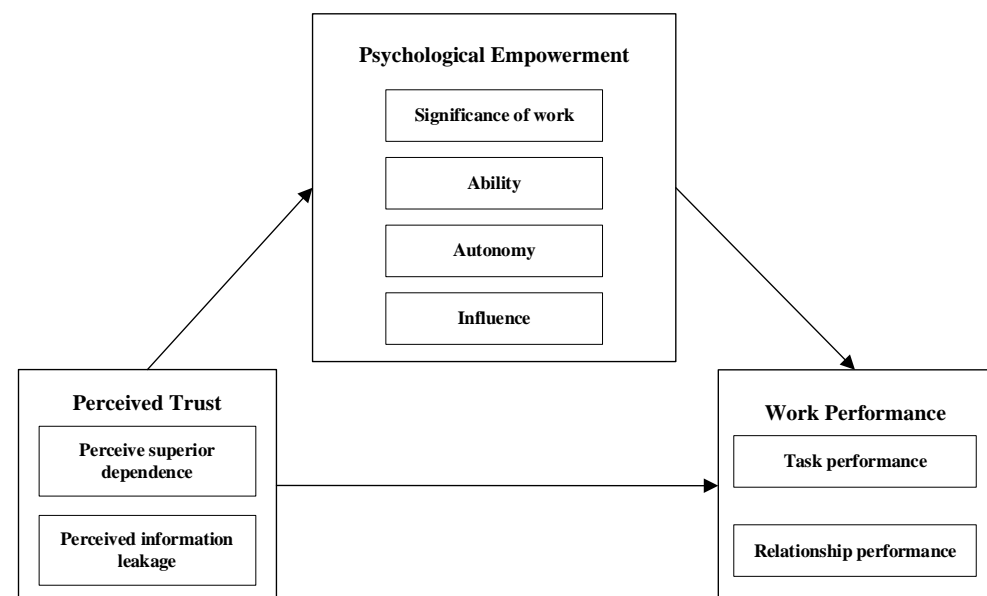 Psychological Empowerment
Significance of work
Ability
Autonomy
Influence
Perceived Trust
Perceive superior
dependence
Perceived information
leakage
Work Performance
Task performance
Relationship performance